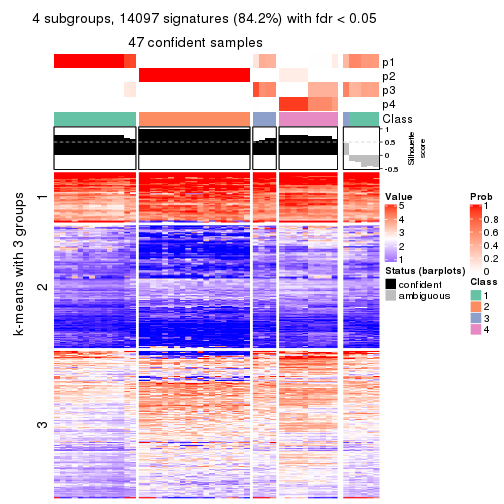 4 subgroups, 14097 signatures (84.2%) with fdr < 0.05
47 confident samples
p1
p2
p3
p4
Class
1
0.5
0
-0.5
Silhouette
score
k-means with 3 groups
1
2
3
Value
5
4
3
2
1
Prob
1
0.8
0.6
0.4
0.2
0
Status (barplots)
confident
ambiguous
Class
1
2
3
4